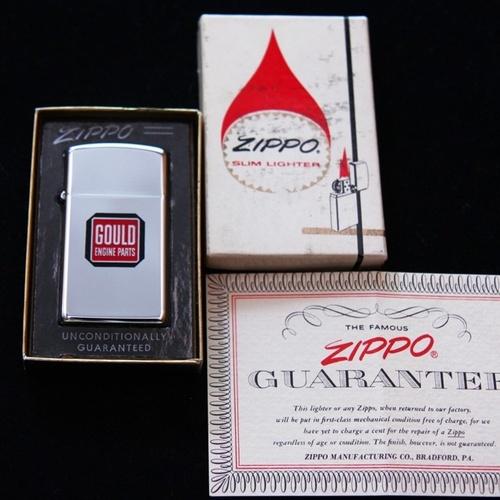 ZIPPO
GOULD
ENGINE PARTS
UNCONDITIONALLY
GUARANTEED
ZIPPO
SLIM LIGHTER
THE FAMOUS
ZIPPO®
GUARANTEE
This lighter or any Zippo, when returned to our factory,
will be put in first-class mechanical condition free of charge, for we
have yet to charge a cent for the repair of a Zippo
regardless of age or condition. The finish, however, is not guaranteed.
ZIPPO MANUFACTURING CO., BRADFORD, PA.